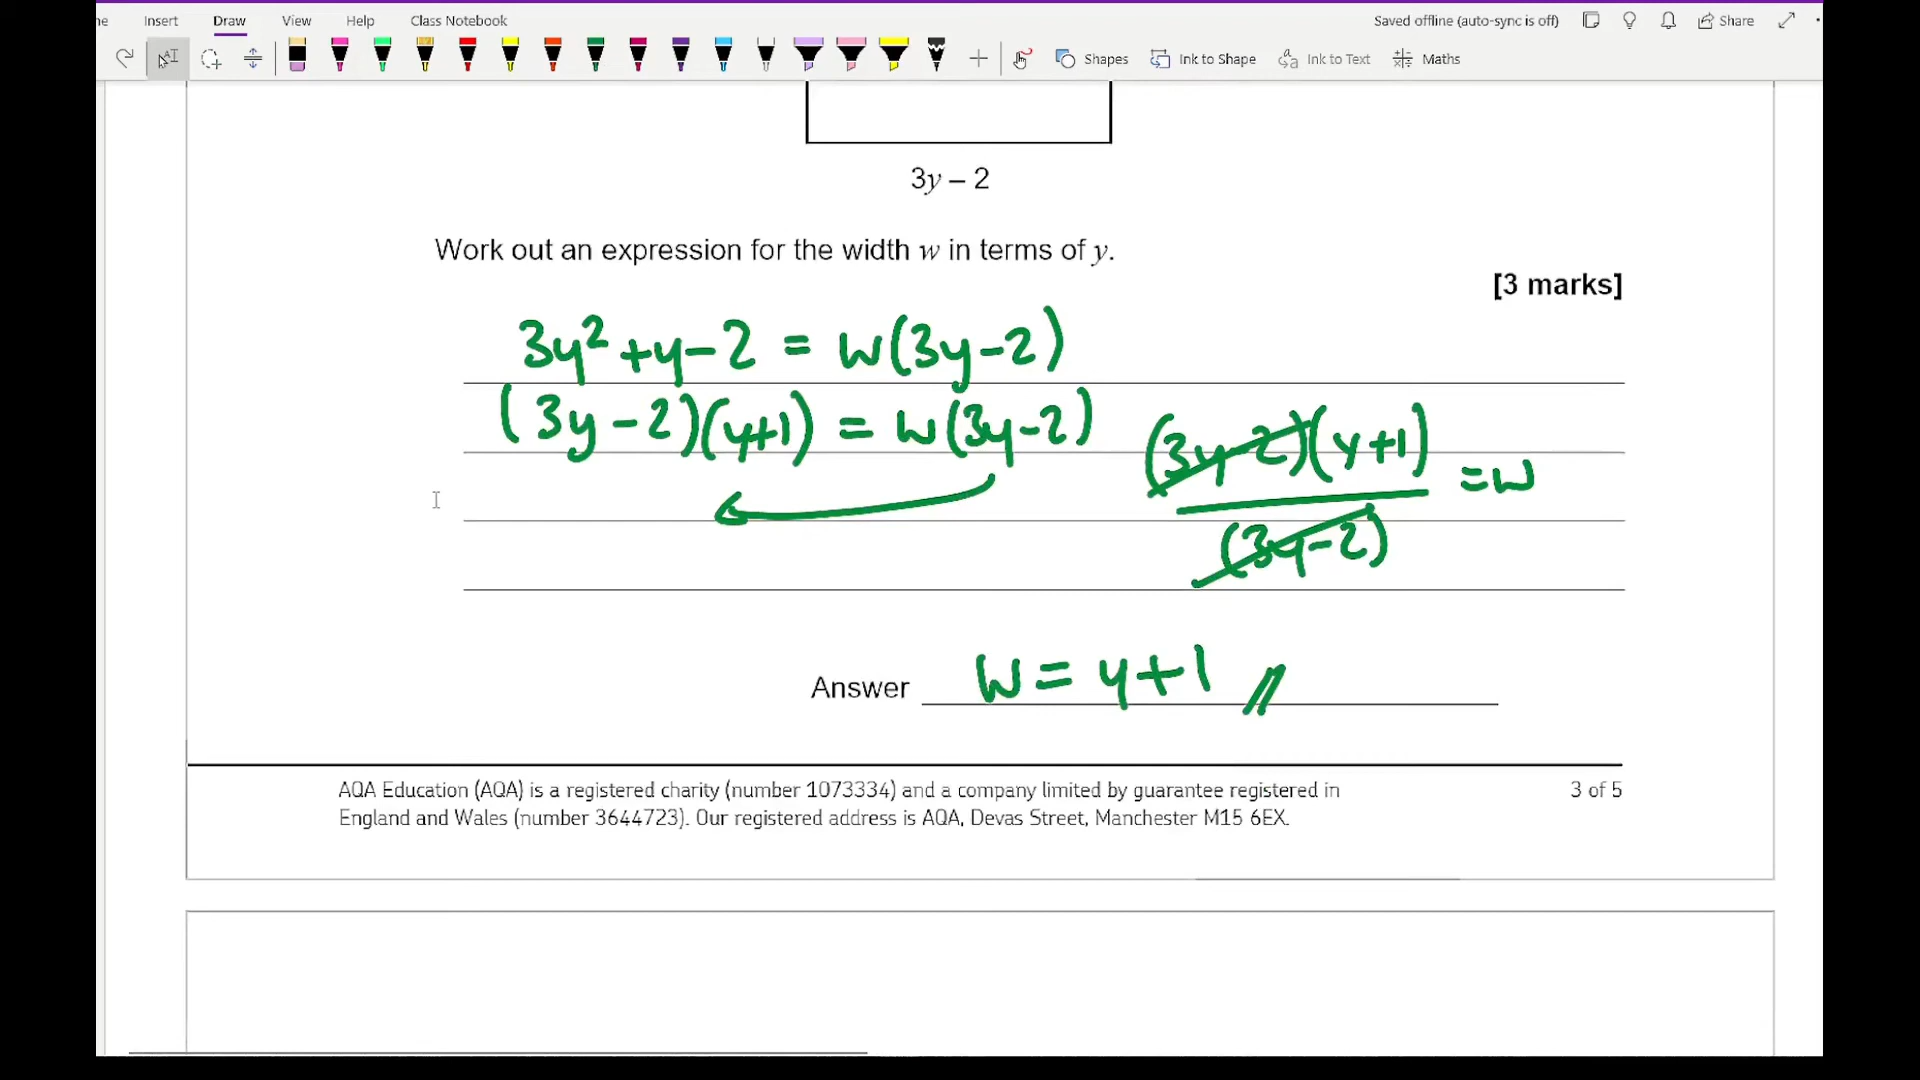 Insert Draw View Help Class Notebook Saved offline (auto-sync is off) Share
Shapes Ink to Shape Ink to Text Maths
3y – 2
Work out an expression for the width w in terms of y.
[3 marks]
3y² + y - 2 = w(3y-2)
(3y-2)(y+1) = w(3y-2)
(3y-2)(y+1)
= w
(3y-2)
Answer w = y+1
AQA Education (AQA) is a registered charity (number 1073334) and a company limited by guarantee registered in
England and Wales (number 3644723). Our registered address is AQA, Devas Street, Manchester M15 6EX.
3 of 5